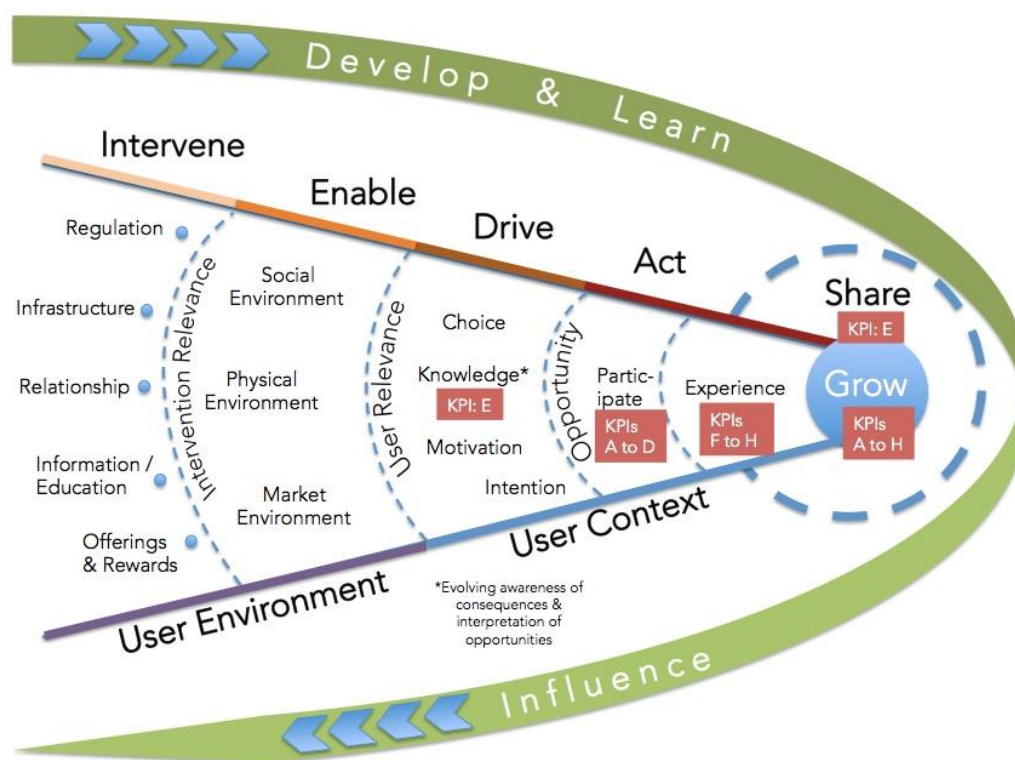 Develop & Learn
Intervene
Enable
Drive
Act
Share
KPI: E
Grow
KPIs
A to H
Regulation
Infrastructure
Relationship
Information /
Education
Offerings
& Rewards
Intervention Relevance
Social
Environment
Physical
Environment
Market
Environment
User Relevance
Choice
Knowledge*
KPI: E
Motivation
Intention
Opportunity
Partic-
ipate
KPIs
A to D
Experience
KPIs
F to H
User Environment
User Context
*Evolving awareness of
consequences &
interpretation of
opportunities
Influence